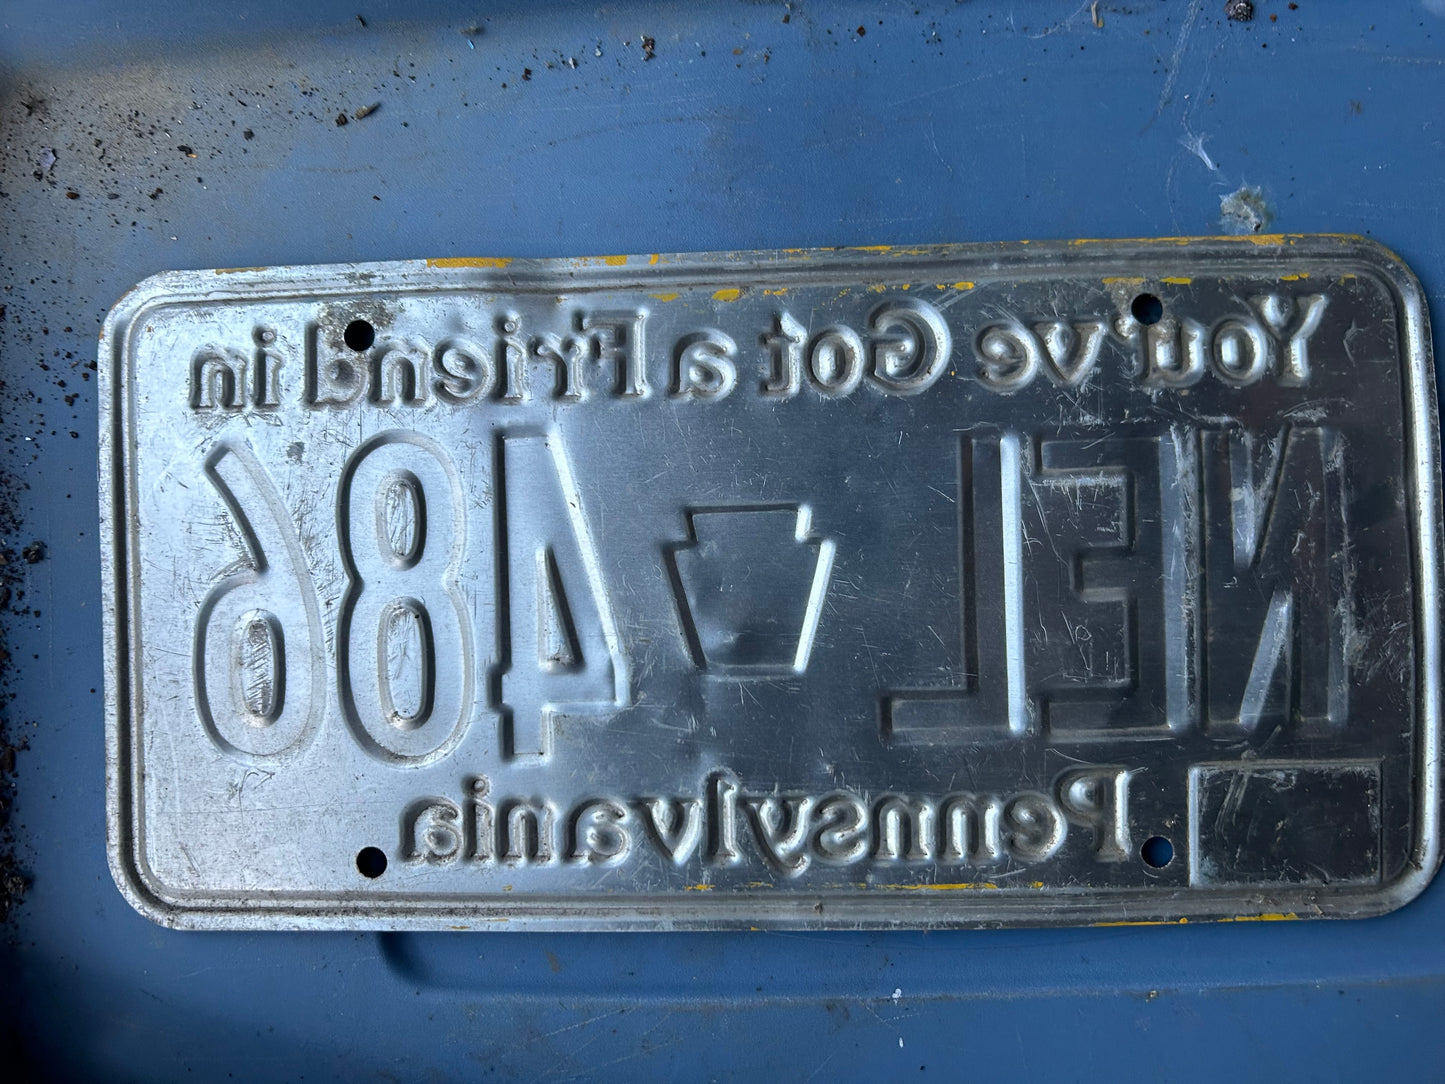 You've Got a Friend in
NEL 486
Pennsylvania